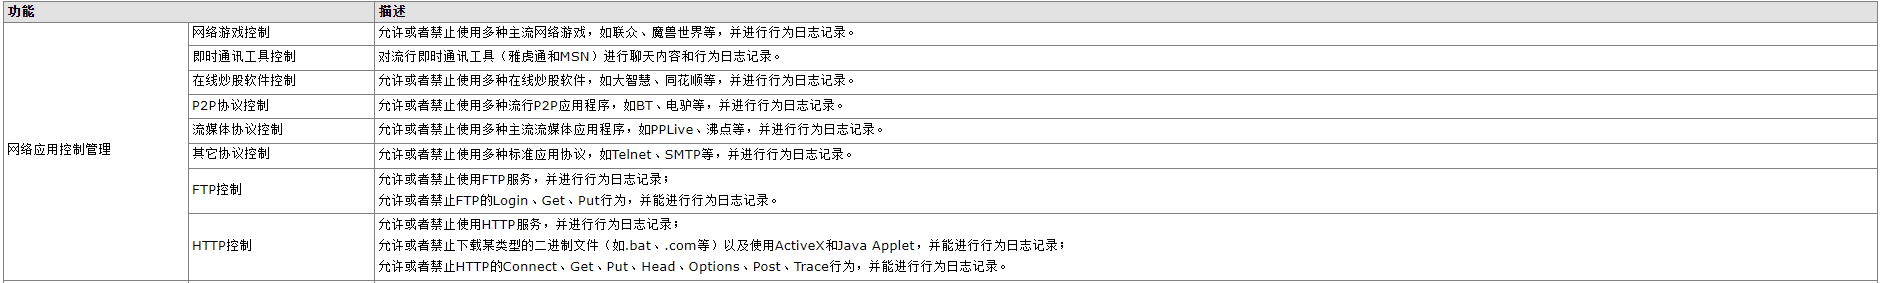 功能
描述
网络应用控制管理
网络游戏控制
允许或者禁止使用多种主流网络游戏，如联众、魔兽世界等，并进行行为日志记录。
即时通讯工具控制
对流行即时通讯工具（雅虎通和MSN）进行聊天内容和行为日志记录。
在线炒股软件控制
允许或者禁止使用多种在线炒股软件，如大智慧、同花顺等，并进行行为日志记录。
P2P协议控制
允许或者禁止使用多种流行P2P应用程序，如BT、电驴等，并进行行为日志记录。
流媒体协议控制
允许或者禁止使用多种主流流媒体应用程序，如PPLive、沸点等，并进行行为日志记录。
其它协议控制
允许或者禁止使用多种标准应用协议，如Telnet、SMTP等，并进行行为日志记录。
FTP控制
允许或者禁止使用FTP服务，并进行行为日志记录；
允许或者禁止FTP的Login、Get、Put行为，并能进行行为日志记录。
HTTP控制
允许或者禁止使用HTTP服务，并进行行为日志记录；
允许或者禁止下载某类型的二进制文件（如.bat、.com等）以及使用ActiveX和Java Applet，并能进行行为日志记录；
允许或者禁止HTTP的Connect、Get、Put、Head、Options、Post、Trace行为，并能进行行为日志记录。